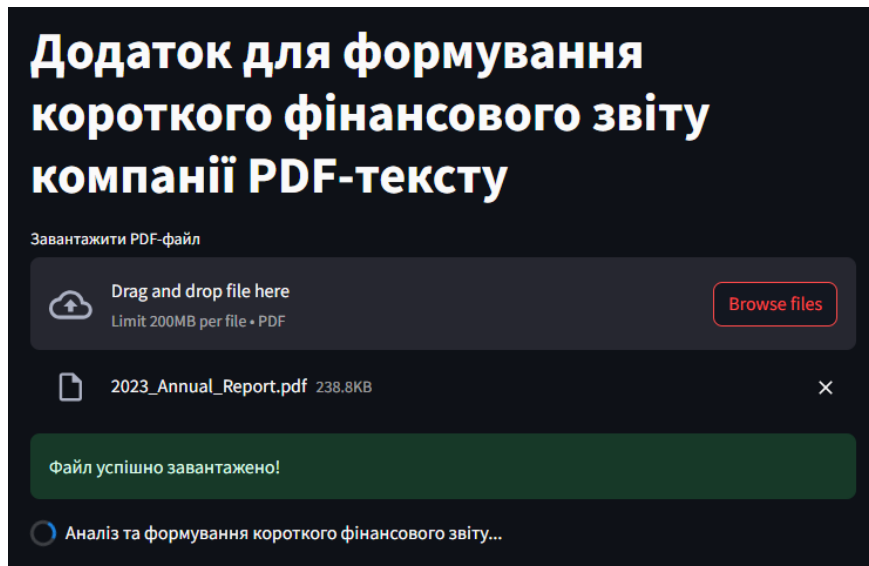 Додаток для формування
короткого фінансового звіту
компанії PDF-тексту
Завантажити PDF-файл
Drag and drop file here
Limit 200MB per file • PDF
Browse files
2023_Annual_Report.pdf 238.8KB
Файл успішно завантажено!
Аналіз та формування короткого фінансового звіту...